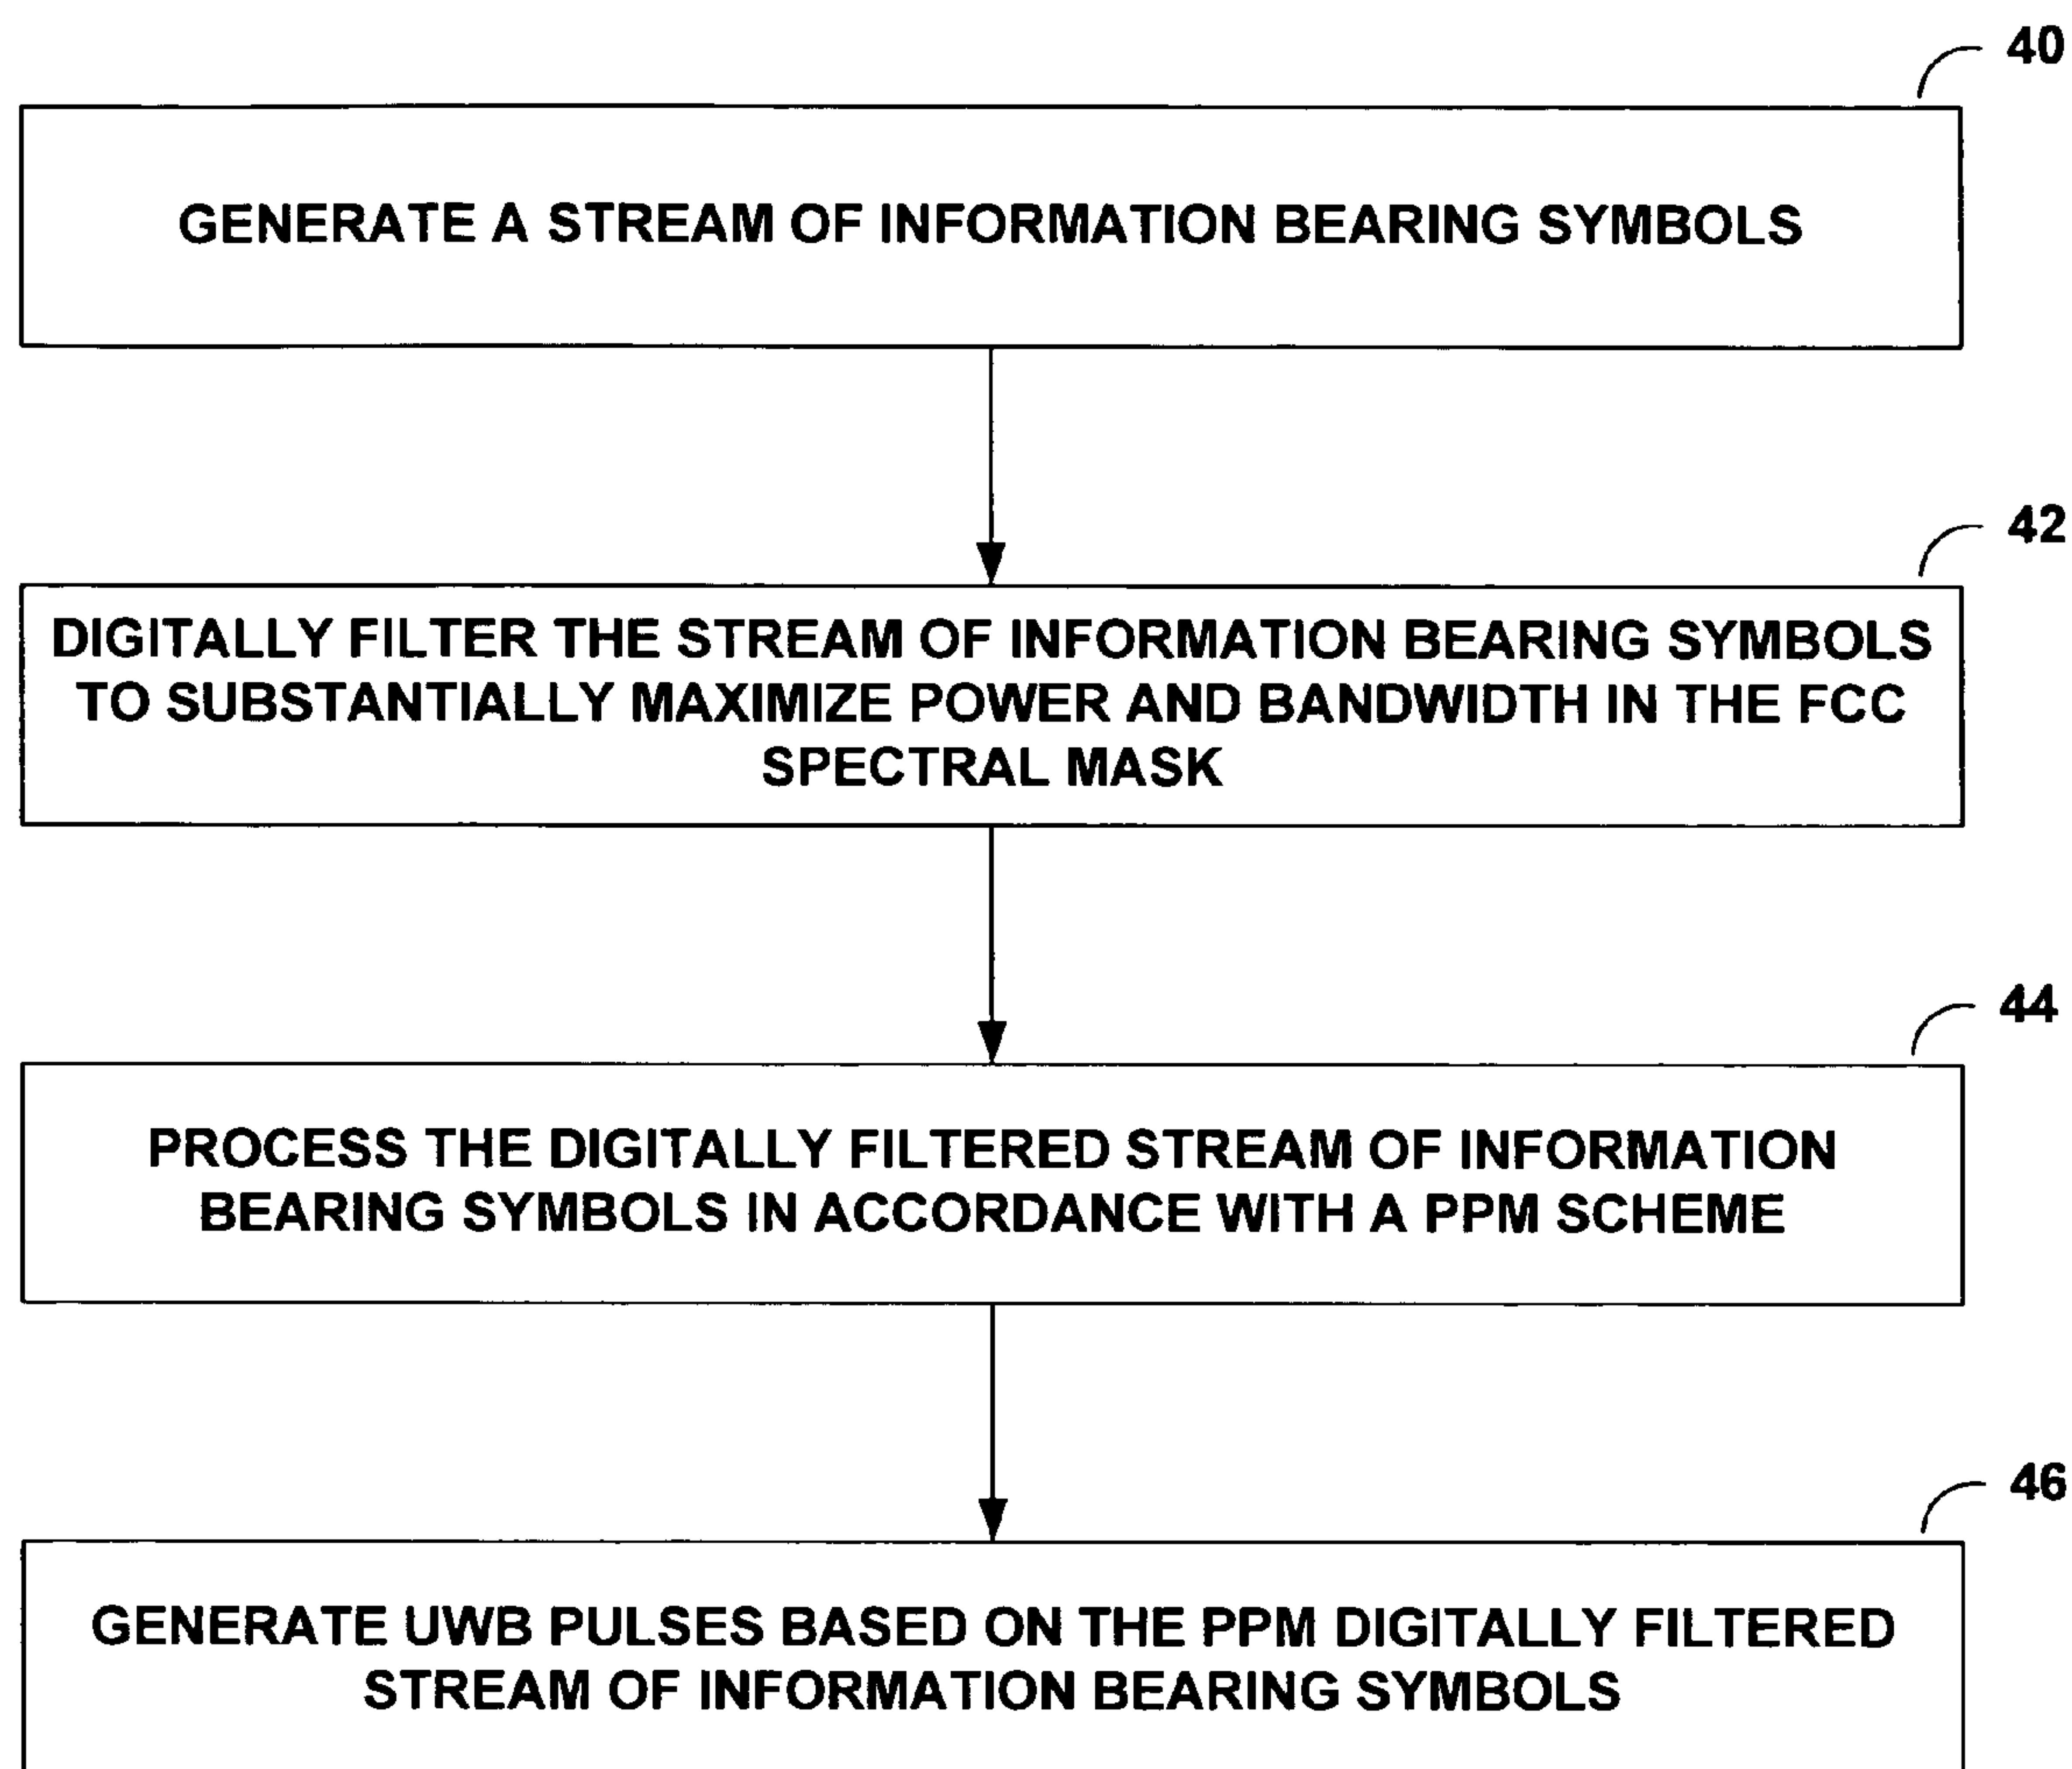 40
GENERATE A STREAM OF INFORMATION BEARING SYMBOLS
42
DIGITALLY FILTER THE STREAM OF INFORMATION BEARING SYMBOLS
TO SUBSTANTIALLY MAXIMIZE POWER AND BANDWIDTH IN THE FCC
SPECTRAL MASK
44
PROCESS THE DIGITALLY FILTERED STREAM OF INFORMATION
BEARING SYMBOLS IN ACCORDANCE WITH A PPM SCHEME
46
GENERATE UWB PULSES BASED ON THE PPM DIGITALLY FILTERED
STREAM OF INFORMATION BEARING SYMBOLS